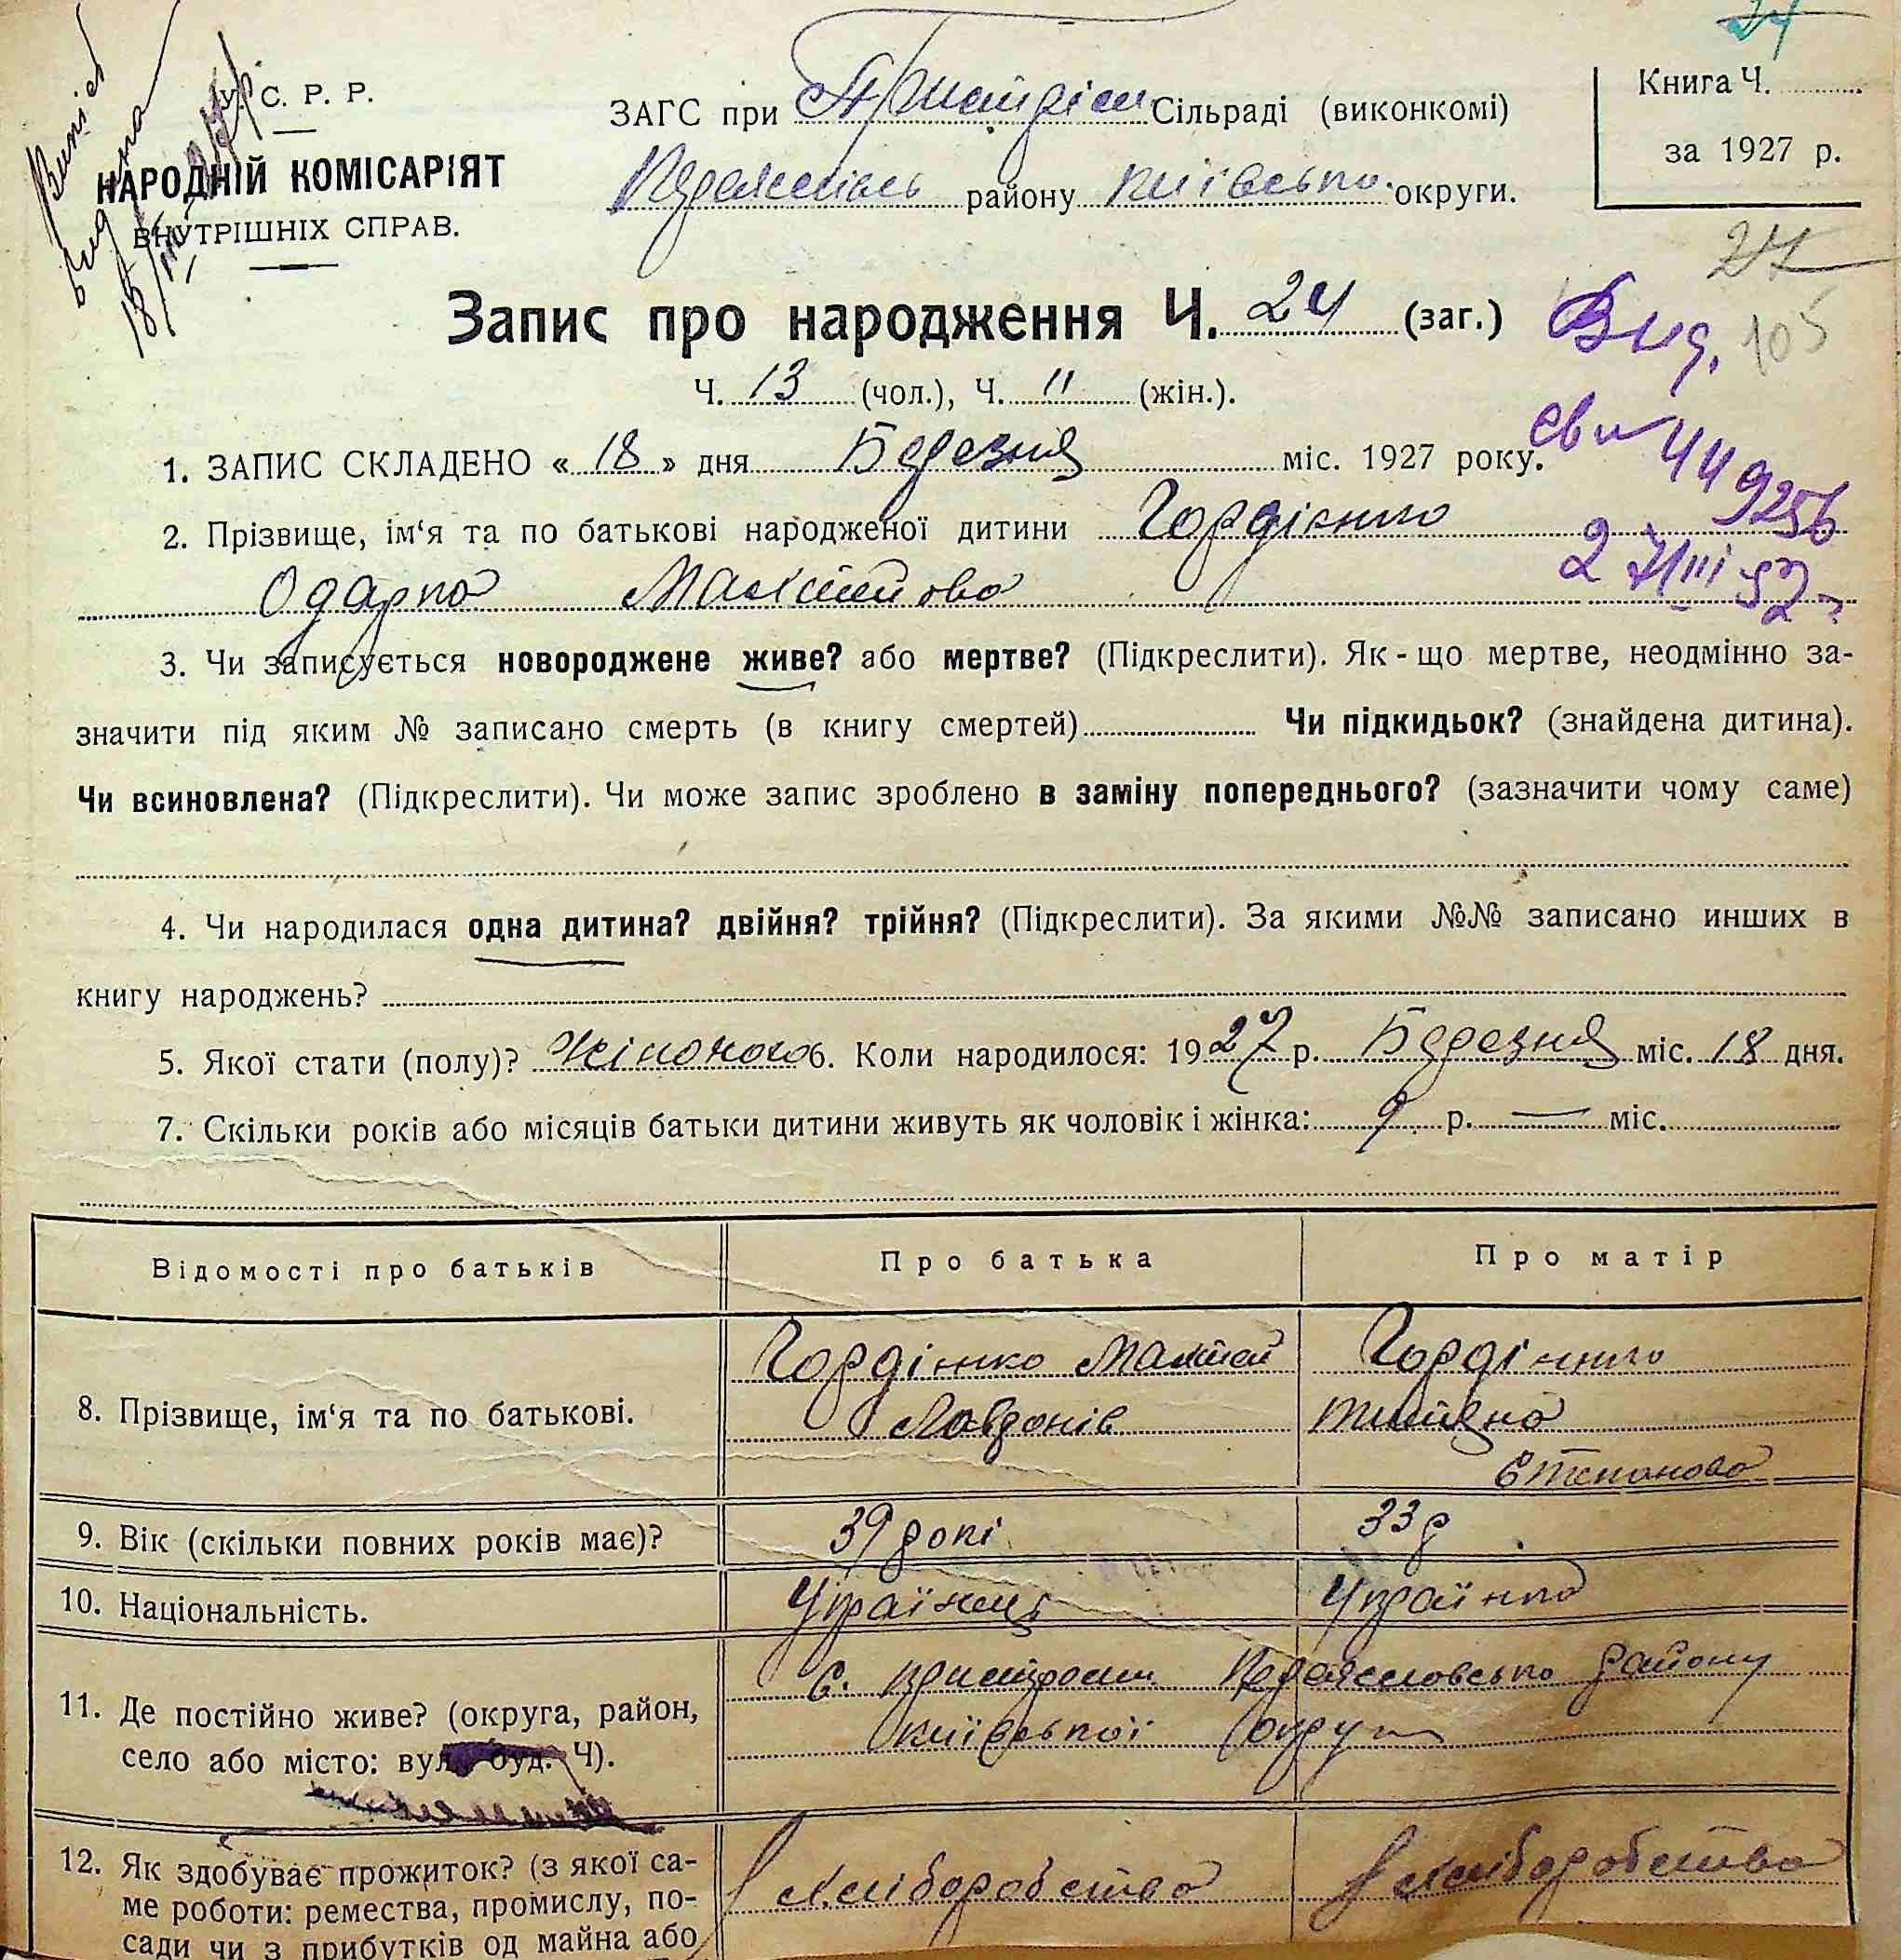 24
У. С. Р. Р.
НАРОДНІЙ КОМІСАРІЯТ
ВНУТРІШНІХ СПРАВ.
ЗАГС при Сільраді (виконкомі)
району Київсько округи.
Книга Ч.
за 1927 р.
24
105
Запис про народження Ч. 24 (заг.)
Вид.
Ч. 13 (чол.), Ч. 11 (жін.).
1. ЗАПИС СКЛАДЕНО « 18 » дня Березня міс. 1927 року.
2. Прізвище, ім‘я та по батькові народженої дитини Гордієнко
Одарка Максимова
3. Чи записується новороджене живе? або мертве? (Підкреслити). Як-що мертве, неодмінно за-
значити під яким № записано смерть (в книгу смертей) Чи підкидьок? (знайдена дитина).
Чи всиновлена? (Підкреслити). Чи може запис зроблено в заміну попереднього? (зазначити чому саме)
4. Чи народилася одна дитина? двійня? трійня? (Підкреслити). За якими №№ записано инших в
книгу народжень?
5. Якої стати (полу)? Жіночого 6. Коли народилося: 1927 р. Березня міс. 18 дня.
7. Скільки років або місяців батьки дитини живуть як чоловік і жінка: 9 р. — міс.
Відомості про батьків
Про батька
Про матір
8. Прізвище, ім‘я та по батькові.
Гордієнко Максим
Гордієнко
Степанова
9. Вік (скільки повних років має)?
39
33 р
10. Національність.
Українець
Українка
11. Де постійно живе? (округа, район,
село або місто: вул. буд. Ч).
С. району
Київської округи
12. Як здобуває прожиток? (з якої са-
ме роботи: ремества, промислу, по-
сади чи з прибутків од майна або
Хліборобство
Хліборобство